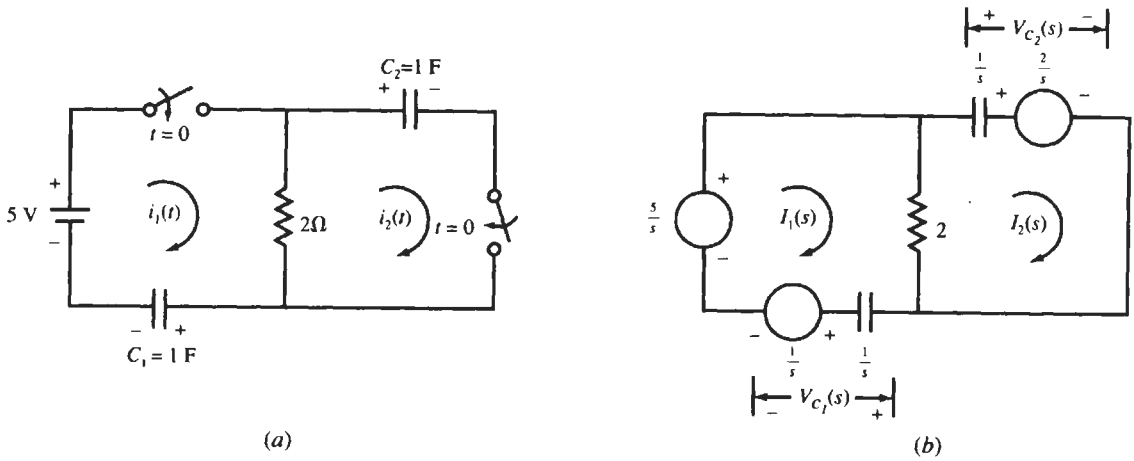 C₂=1 F
+ −
t = 0
+
5 V
−
i₁(t)
2Ω
i₂(t)
t = 0
− +
C₁ = 1 F
(a)
+ V_C₂(s) −
1/s 2/s
+ −
+
5/s
−
I₁(s)
2
I₂(s)
− +
1/s 1/s
− V_C₁(s) +
(b)